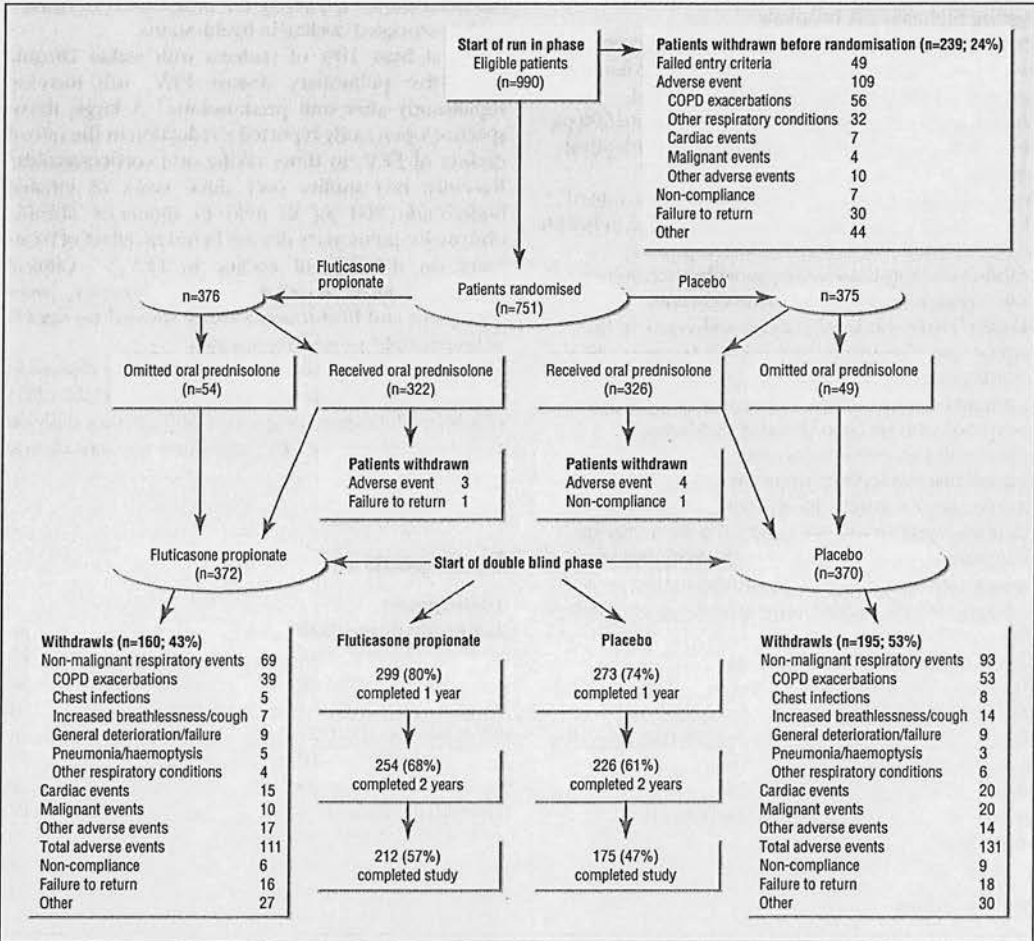 Start of run in phase
Eligible patients
(n=990)
Patients withdrawn before randomisation (n=239; 24%)
Failed entry criteria 49
Adverse event 109
COPD exacerbations 56
Other respiratory conditions 32
Cardiac events 7
Malignant events 4
Other adverse events 10
Non-compliance 7
Failure to return 30
Other 44
n=376
Fluticasone
propionate
Patients randomised
(n=751)
Placebo
n=375
Omitted oral prednisolone
(n=54)
Received oral prednisolone
(n=322)
Received oral prednisolone
(n=326)
Omitted oral prednisolone
(n=49)
Patients withdrawn
Adverse event 3
Failure to return 1
Patients withdrawn
Adverse event 4
Non-compliance 1
Fluticasone propionate
(n=372)
Start of double blind phase
Placebo
(n=370)
Withdrawls (n=160; 43%)
Non-malignant respiratory events 69
COPD exacerbations 39
Chest infections 5
Increased breathlessness/cough 7
General deterioration/failure 9
Pneumonia/haemoptysis 5
Other respiratory conditions 4
Cardiac events 15
Malignant events 10
Other adverse events 17
Total adverse events 111
Non-compliance 6
Failure to return 16
Other 27
Fluticasone propionate
299 (80%)
completed 1 year
254 (68%)
completed 2 years
212 (57%)
completed study
Placebo
273 (74%)
completed 1 year
226 (61%)
completed 2 years
175 (47%)
completed study
Withdrawls (n=195; 53%)
Non-malignant respiratory events 93
COPD exacerbations 53
Chest infections 8
Increased breathlessness/cough 14
General deterioration/failure 9
Pneumonia/haemoptysis 3
Other respiratory conditions 6
Cardiac events 20
Malignant events 20
Other adverse events 14
Total adverse events 131
Non-compliance 9
Failure to return 18
Other 30